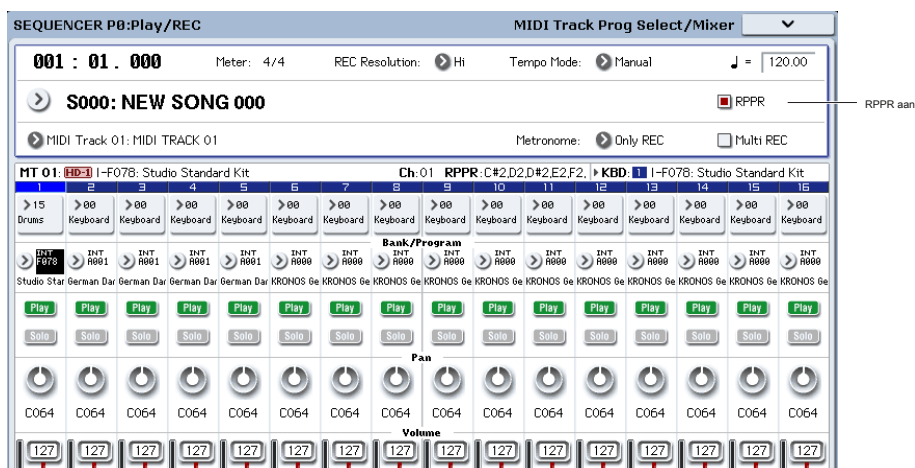 SEQUENCER P0:Play/REC MIDI Track Prog Select/Mixer
001 : 01 . 000 Meter: 4/4 REC Resolution: Hi Tempo Mode: Manual ♩ = 120.00
S000: NEW SONG 000 RPPR RPPR aan
MIDI Track 01: MIDI TRACK 01 Metronome: Only REC Multi REC
MT 01: HD-1 I-F078: Studio Standard Kit Ch:01 RPPR:C#2,D2,D#2,E2,F2, KBD: 1 I-F078: Studio Standard Kit
1 2 3 4 5 6 7 8 9 10 11 12 13 14 15 16
>15 >00 >00 >00 >00 >00 >00 >00 >00 >00 >00 >00 >00 >00 >00 >00
Drums Keyboard Keyboard Keyboard Keyboard Keyboard Keyboard Keyboard Keyboard Keyboard Keyboard Keyboard Keyboard Keyboard Keyboard Keyboard
Bank/Program
INT INT INT INT INT INT INT INT INT INT INT INT INT INT INT INT
F078 A001 A001 A001 A001 A000 A000 A000 A000 A000 A000 A000 A000 A000 A000 A000
Studio Star German Dar German Dar German Dar German Dar KRONOS Ge KRONOS Ge KRONOS Ge KRONOS Ge KRONOS Ge KRONOS Ge KRONOS Ge KRONOS Ge KRONOS Ge KRONOS Ge KRONOS Ge
Play Play Play Play Play Play Play Play Play Play Play Play Play Play Play Play
Solo Solo Solo Solo Solo Solo Solo Solo Solo Solo Solo Solo Solo Solo Solo Solo
Pan
C064 C064 C064 C064 C064 C064 C064 C064 C064 C064 C064 C064 C064 C064 C064 C064
Volume
127 127 127 127 127 127 127 127 127 127 127 127 127 127 127 127